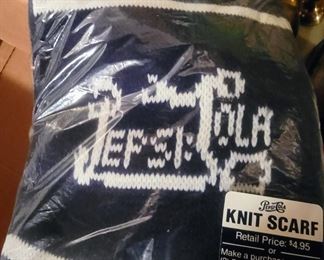 PEPSI COLA
Pepsi-Cola
KNIT SCARF
Retail Price: $4.95
or
Make a purchase